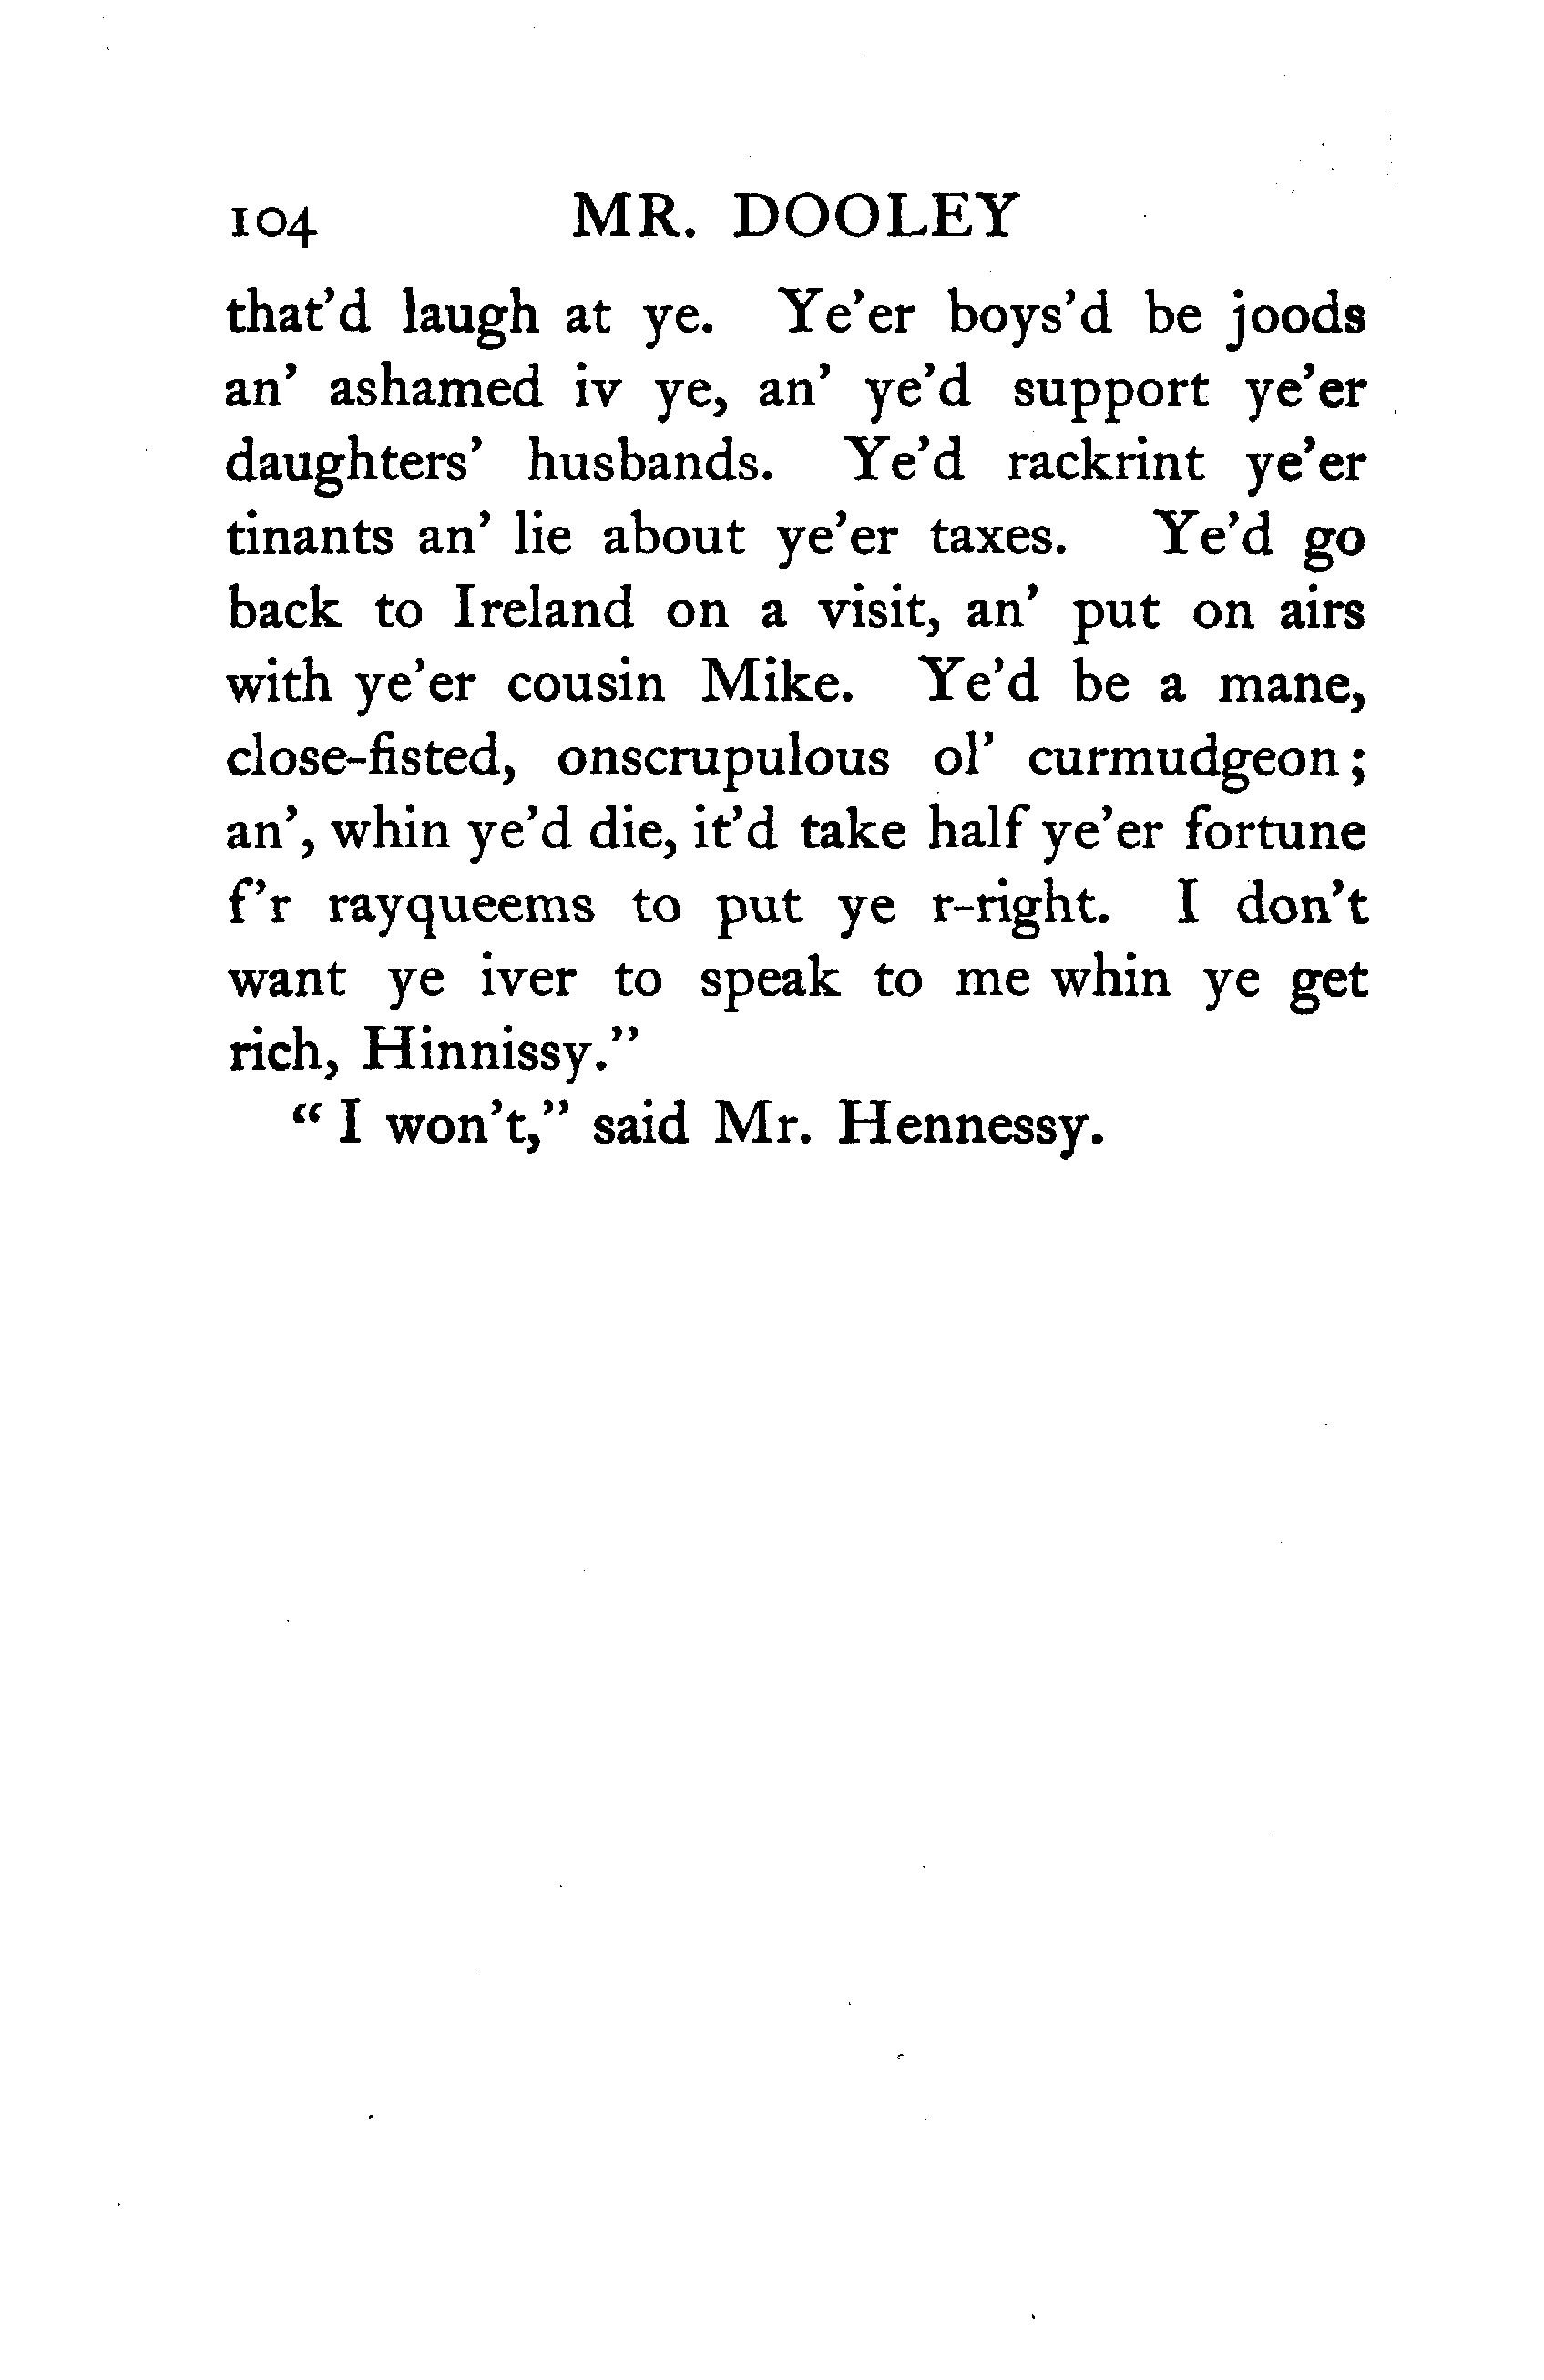 104 MR. DOOLEY
that'd laugh at ye. Ye'er boys'd be joods
an' ashamed iv ye, an' ye'd support ye'er
daughters' husbands. Ye'd rackrint ye'er
tinants an' lie about ye'er taxes. Ye'd go
back to Ireland on a visit, an' put on airs
with ye'er cousin Mike. Ye'd be a mane,
close-fisted, onscrupulous ol' curmudgeon;
an', whin ye'd die, it'd take half ye'er fortune
f'r rayqueems to put ye r-right. I don't
want ye iver to speak to me whin ye get
rich, Hinnissy."
"I won't," said Mr. Hennessy.